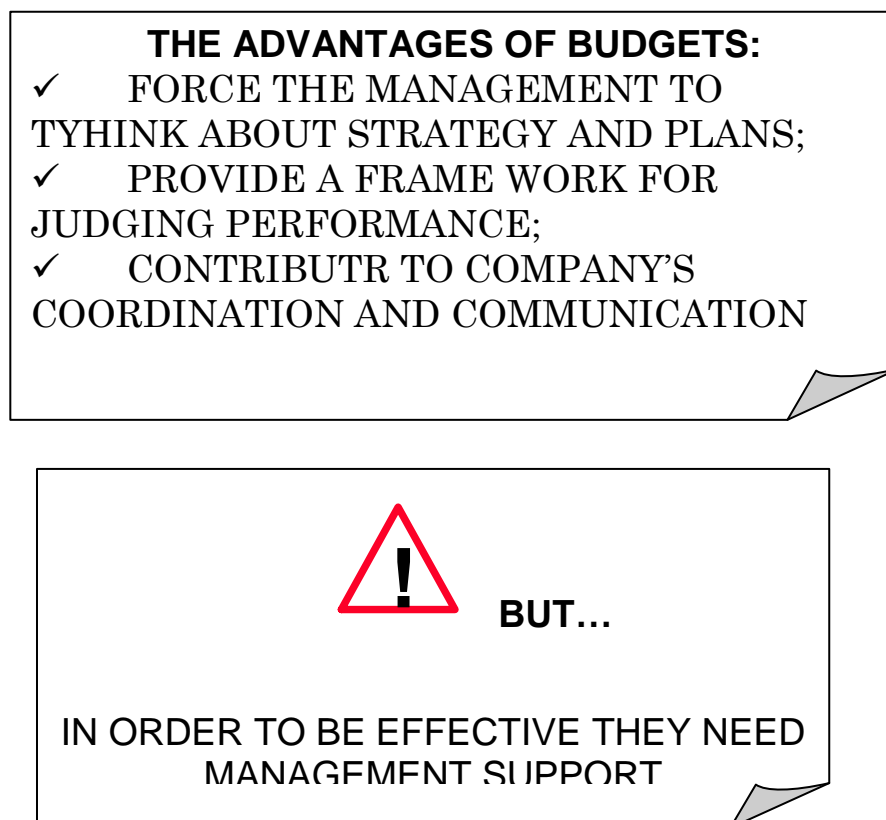 THE ADVANTAGES OF BUDGETS:
✓ FORCE THE MANAGEMENT TO
TYHINK ABOUT STRATEGY AND PLANS;
✓ PROVIDE A FRAME WORK FOR
JUDGING PERFORMANCE;
✓ CONTRIBUTR TO COMPANY'S
COORDINATION AND COMMUNICATION
!
BUT...
IN ORDER TO BE EFFECTIVE THEY NEED
MANAGEMENT SUPPORT